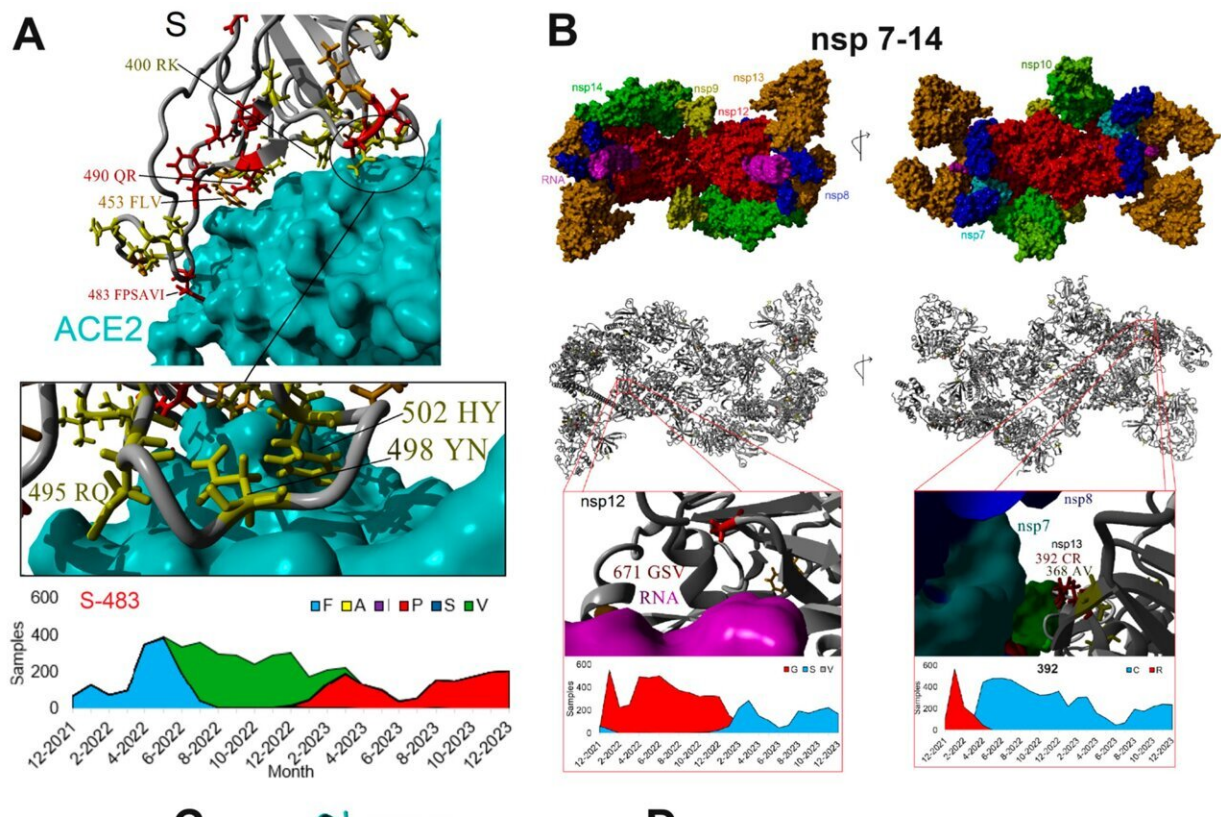 A
S
400 RK
490 QR
453 FLV
483 FPSAVI
ACE2
502 HY
498 YN
495 RQ
S-483
F A I P S V
600
400
200
0
Samples
12-2021
2-2022
4-2022
6-2022
8-2022
10-2022
12-2022
2-2023
4-2023
6-2023
8-2023
10-2023
12-2023
Month
B
nsp 7-14
nsp14
nsp9
nsp13
nsp12
RNA
nsp8
nsp10
nsp7
nsp12
671 GSV
RNA
G S V
600
400
200
0
Samples
12-2021
2-2022
4-2022
6-2022
8-2022
10-2022
12-2022
2-2023
4-2023
6-2023
8-2023
10-2023
12-2023
nsp8
nsp7
nsp13
392 CR
368 AV
392
C R
600
400
200
0
Samples
12-2021
2-2022
4-2022
6-2022
8-2022
10-2022
12-2022
2-2023
4-2023
6-2023
8-2023
10-2023
12-2023